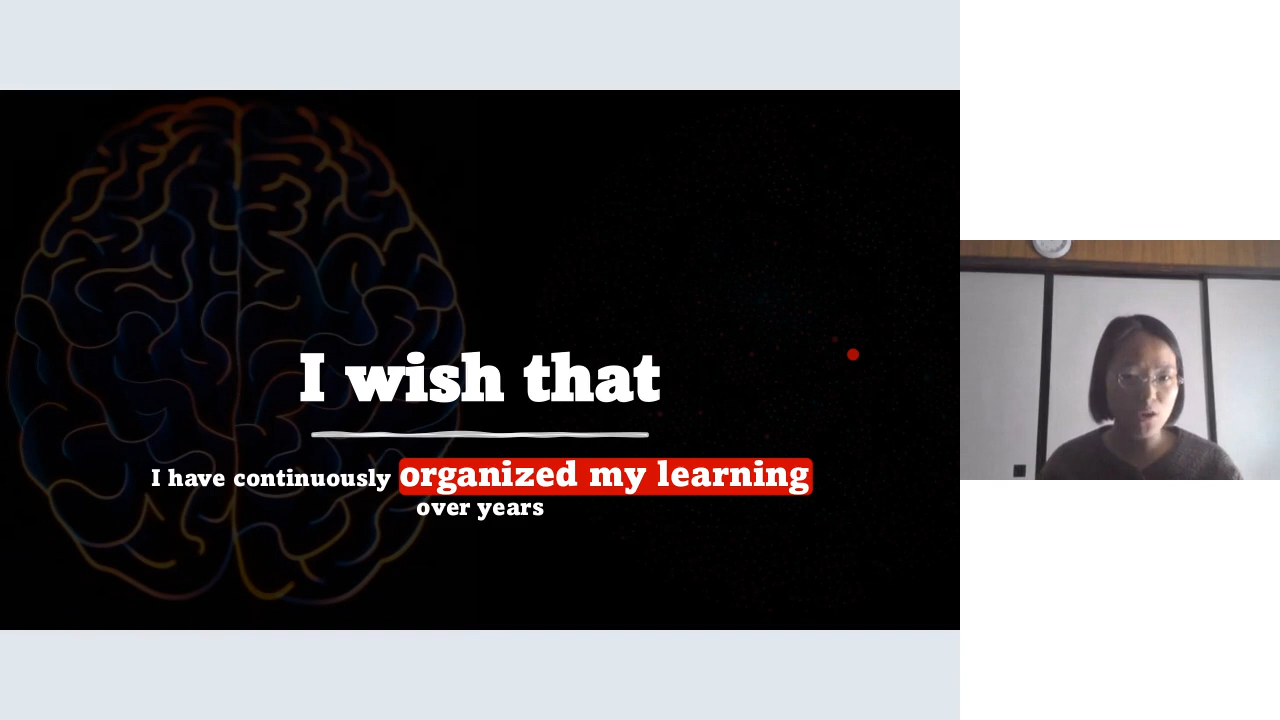 I wish that
I have continuously organized my learning
over years